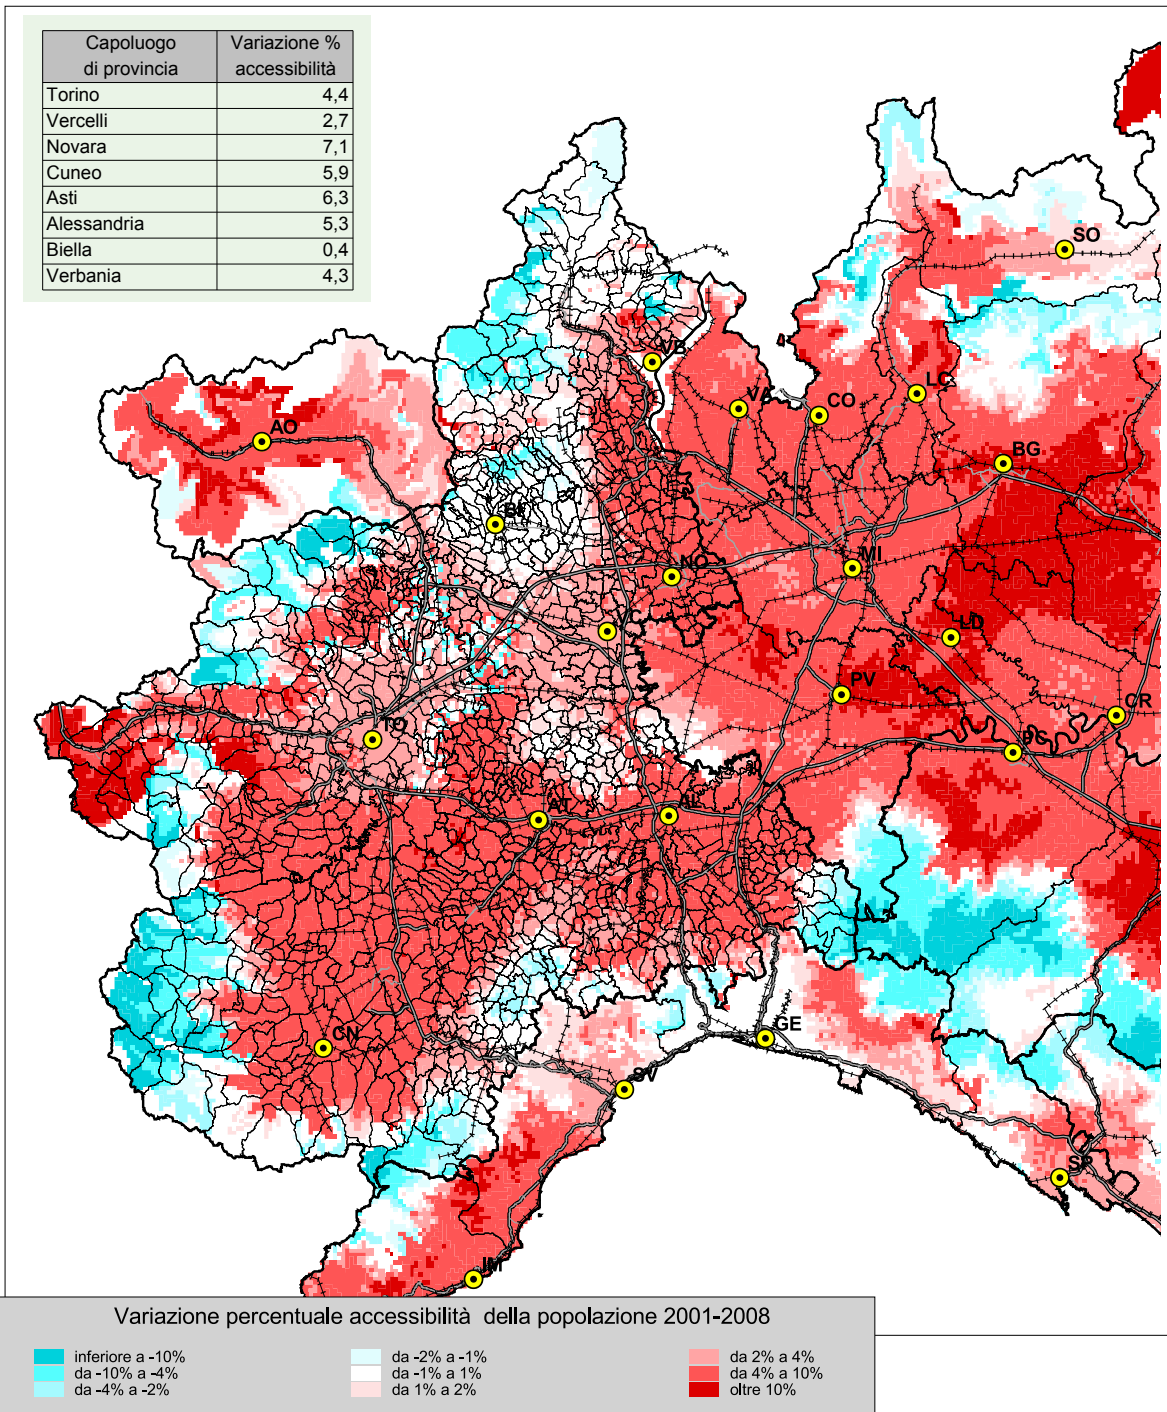 Capoluogo di provincia Variazione % accessibilità
Torino 4,4
Vercelli 2,7
Novara 7,1
Cuneo 5,9
Asti 6,3
Alessandria 5,3
Biella 0,4
Verbania 4,3
SO
VB
LC
VA
CO
AO
BG
BI
MI
NO
LD
PV
CR
TO
PC
AT
AL
GE
CN
SV
SP
IM
Variazione percentuale accessibilità della popolazione 2001-2008
inferiore a -10%
da -10% a -4%
da -4% a -2%
da -2% a -1%
da -1% a 1%
da 1% a 2%
da 2% a 4%
da 4% a 10%
oltre 10%